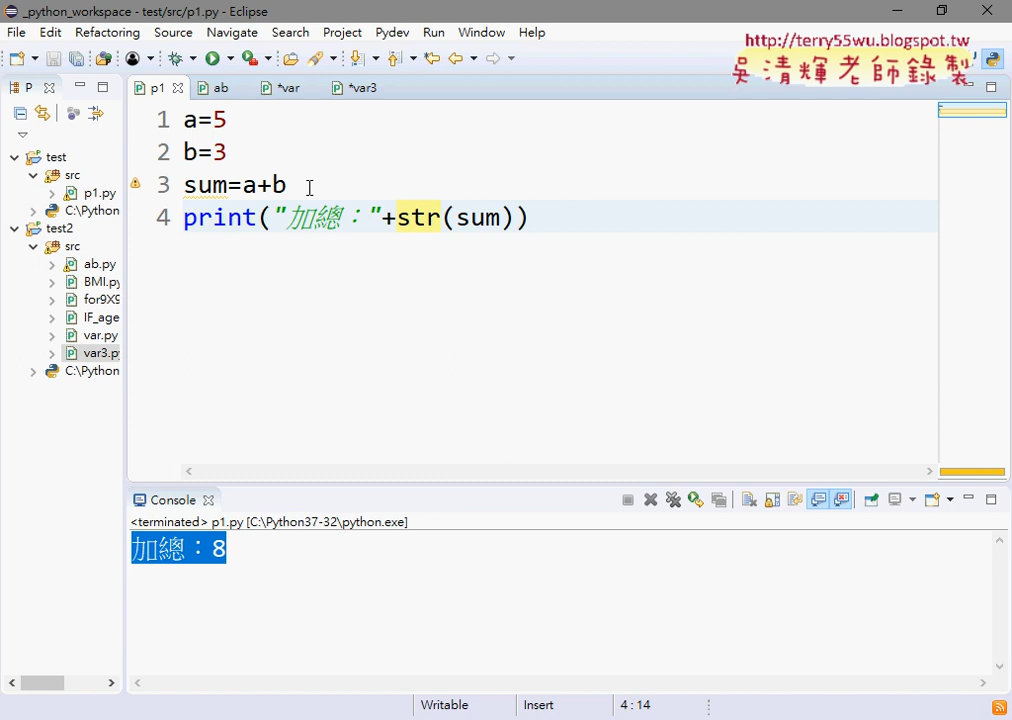 _python_workspace - test/src/p1.py - Eclipse
File Edit Refactoring Source Navigate Search Project Pydev Run Window Help
http://terry55wu.blogspot.tw
吳清輝老師錄製
P
p1 ab *var *var3
test
src
p1.py
C:\Python
test2
src
ab.py
BMI.py
for9X9
IF_age
var.py
var3.py
C:\Python
1 a=5
2 b=3
3 sum=a+b
4 print("加總："+str(sum))
Console
<terminated> p1.py [C:\Python37-32\python.exe]
加總：8
Writable Insert 4 : 14